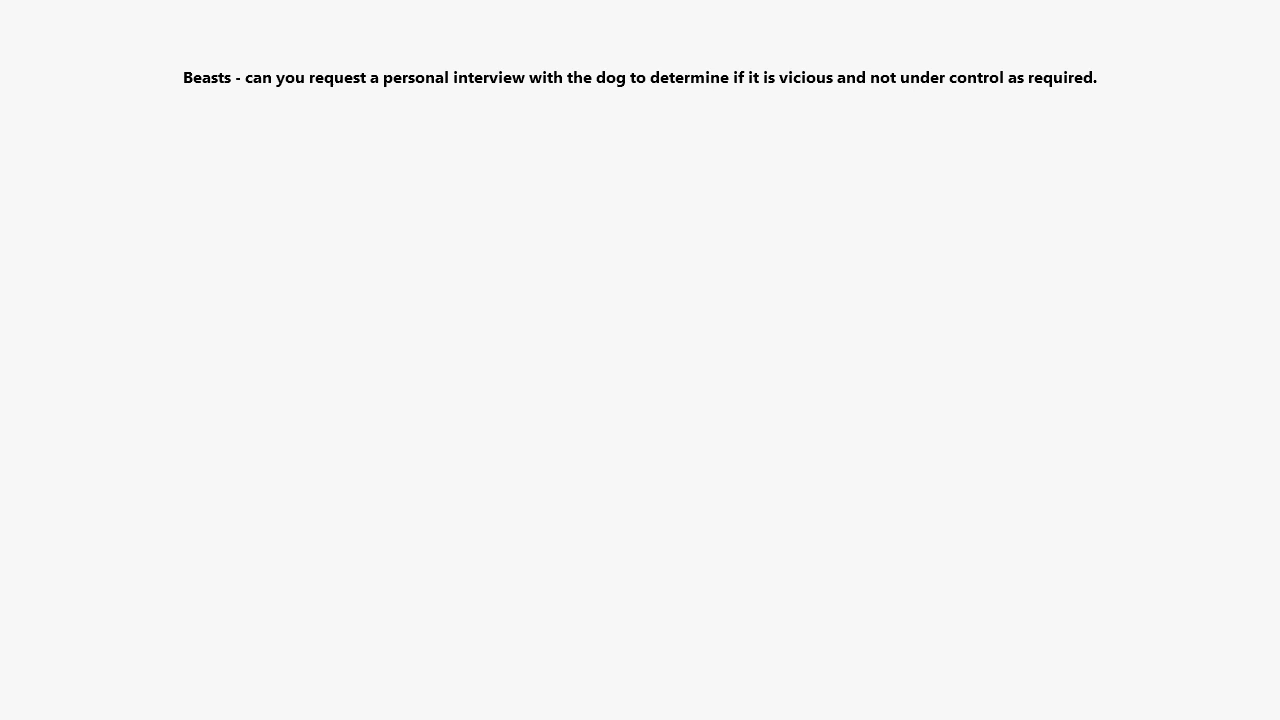 Beasts - can you request a personal interview with the dog to determine if it is vicious and not under control as required.